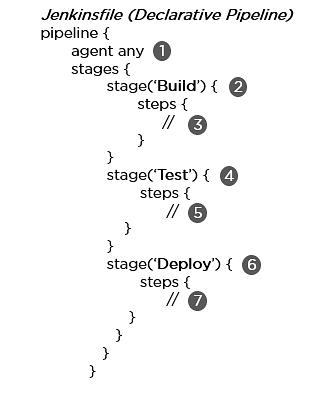 Jenkinsfile (Declarative Pipeline)
pipeline {
agent any 1
stages {
stage(‘Build’) { 2
steps {
// 3
}
}
stage(‘Test’) { 4
steps {
// 5
}
}
stage(‘Deploy’) { 6
steps {
// 7
}
}
}
}